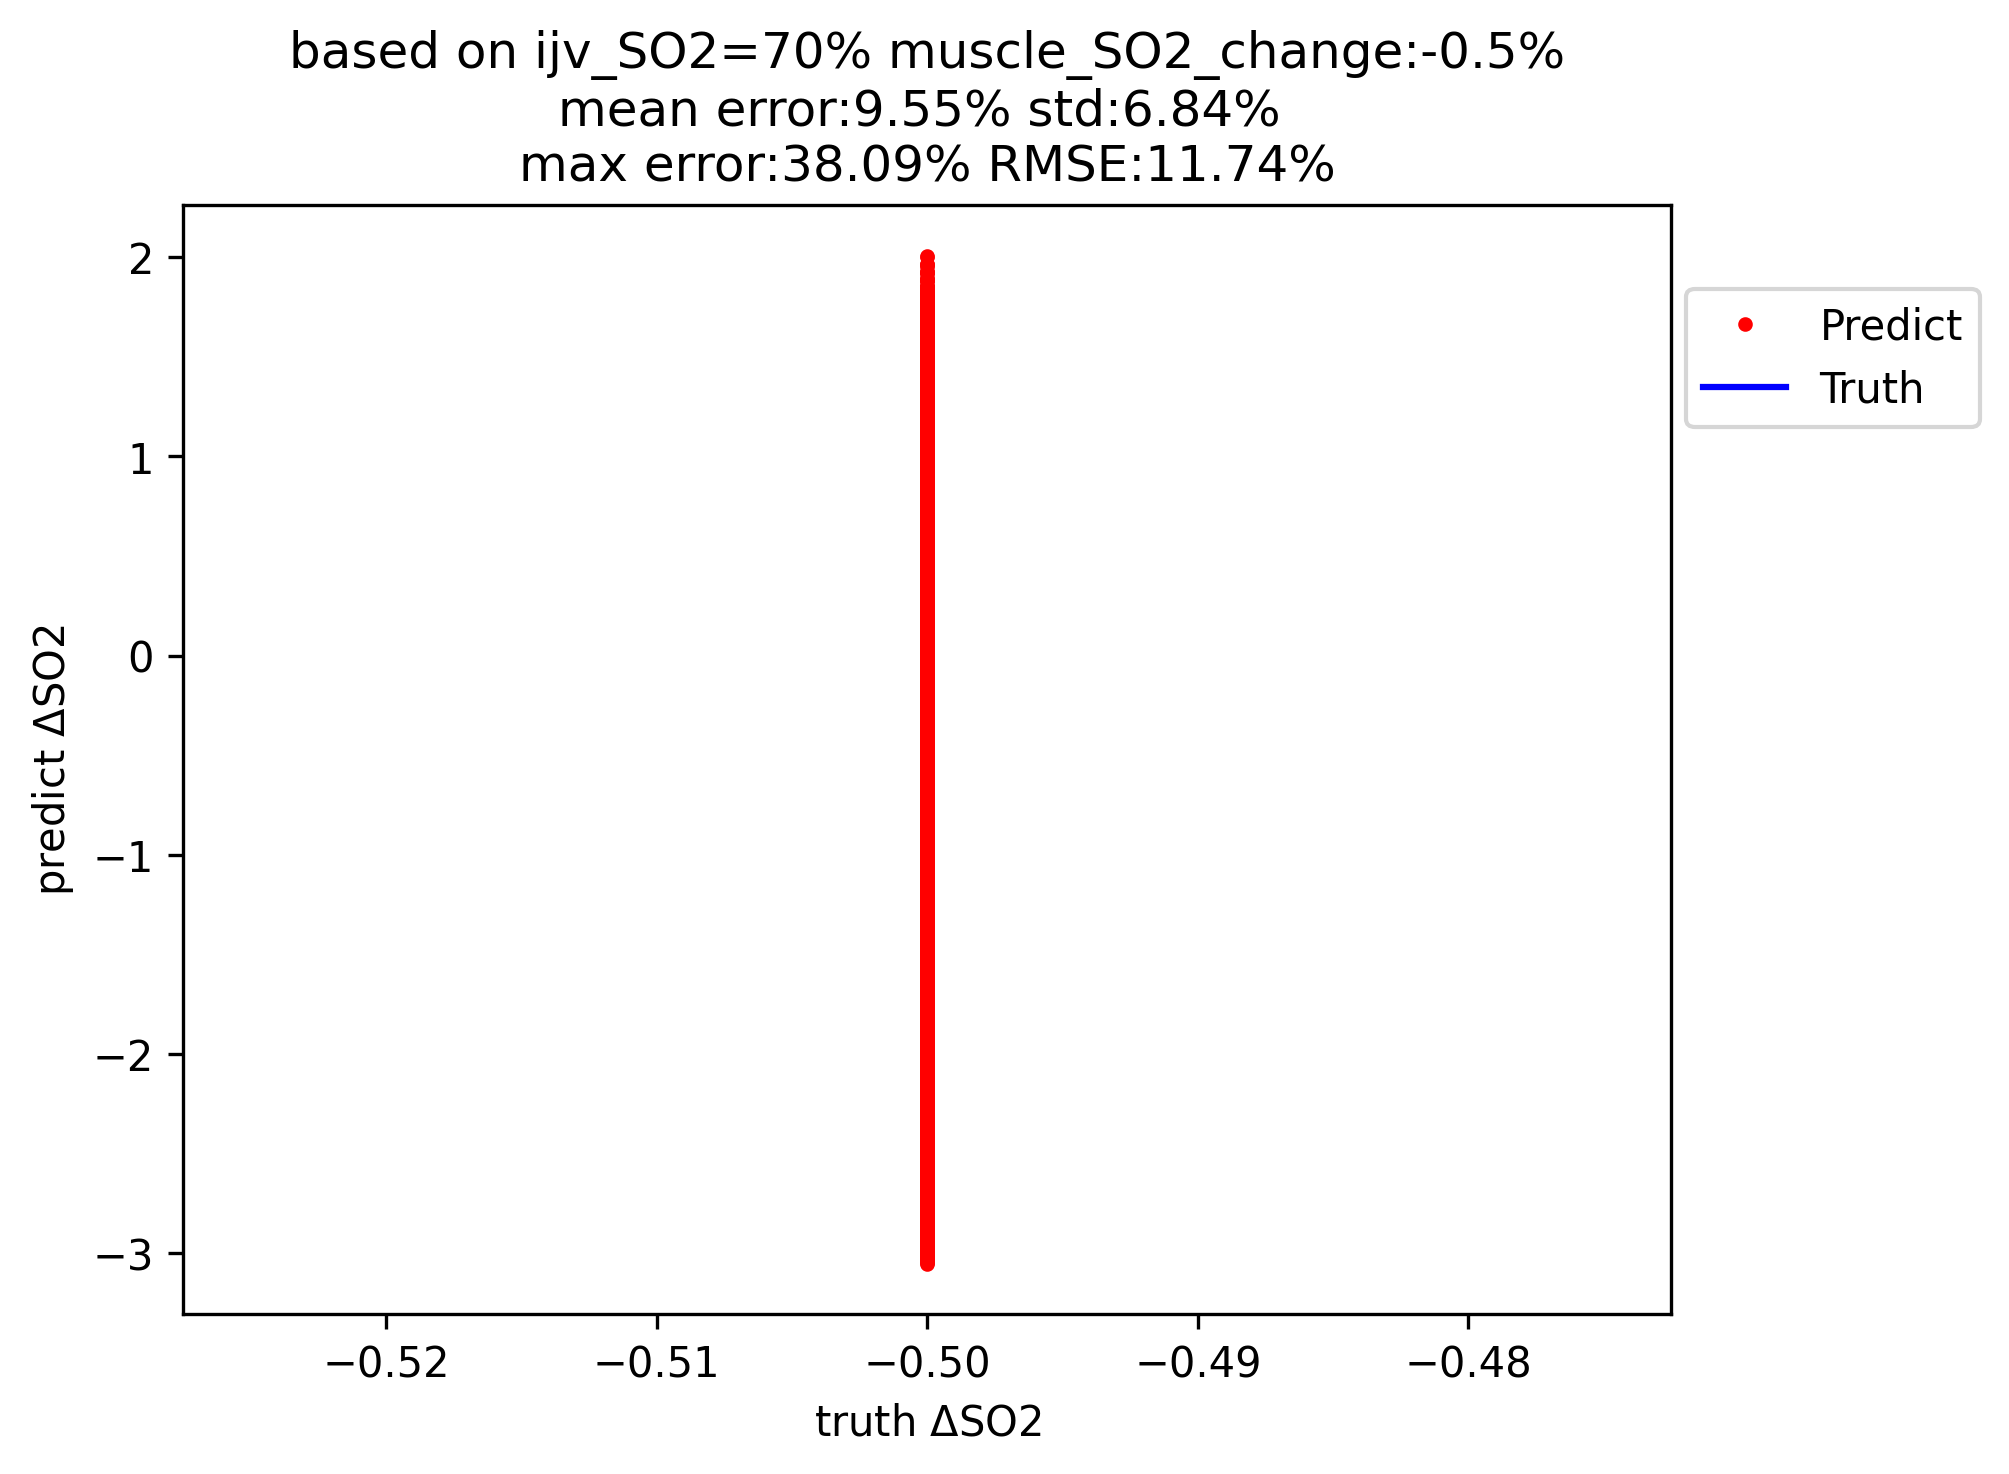 based on ijv_SO2=70% muscle_SO2_change:-0.5%
mean error:9.55% std:6.84%
max error:38.09% RMSE:11.74%
2
1
0
−1
−2
−3
predict ΔSO2
−0.52
−0.51
−0.50
−0.49
−0.48
truth ΔSO2
Predict
Truth